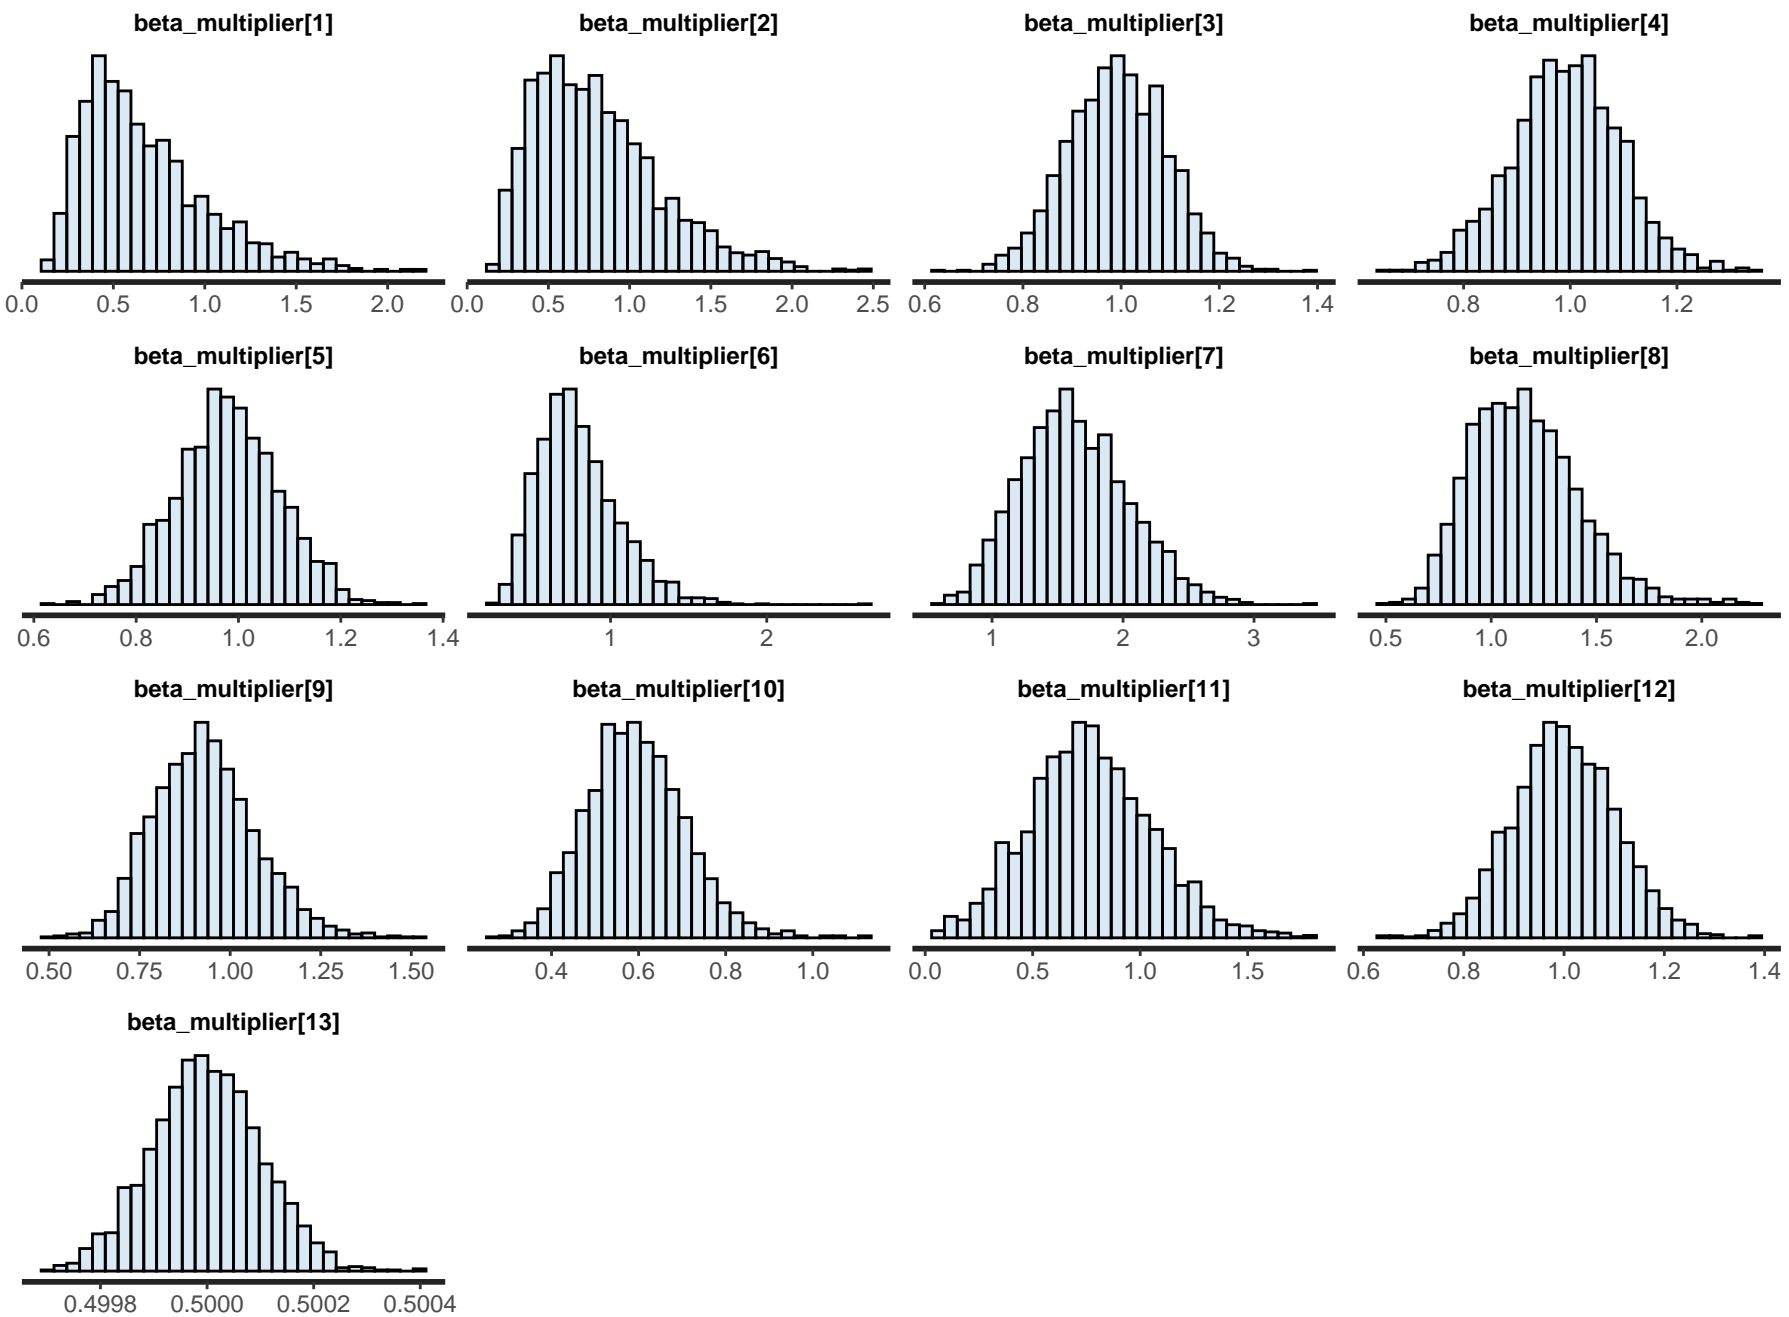 beta_multiplier[1] beta_multiplier[2] beta_multiplier[3] beta_multiplier[4]
0.0 0.5 1.0 1.5 2.0 0.0 0.5 1.0 1.5 2.0 2.5 0.6 0.8 1.0 1.2 1.4 0.8 1.0 1.2
beta_multiplier[5] beta_multiplier[6] beta_multiplier[7] beta_multiplier[8]
0.6 0.8 1.0 1.2 1.4 1 2 1 2 3 0.5 1.0 1.5 2.0
beta_multiplier[9] beta_multiplier[10] beta_multiplier[11] beta_multiplier[12]
0.50 0.75 1.00 1.25 1.50 0.4 0.6 0.8 1.0 0.0 0.5 1.0 1.5 0.6 0.8 1.0 1.2 1.4
beta_multiplier[13]
0.4998 0.5000 0.5002 0.5004